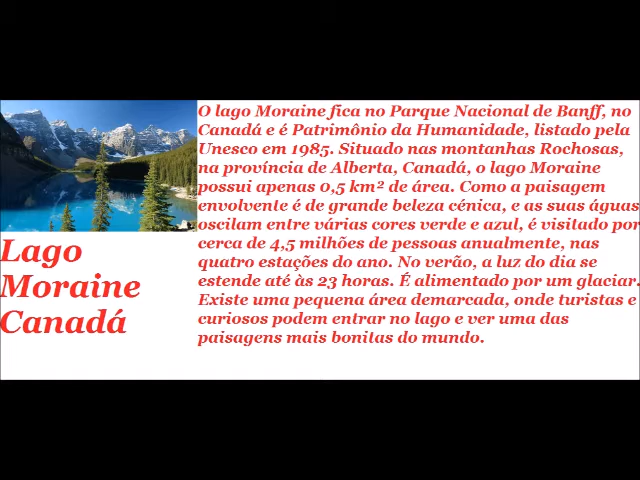 O lago Moraine fica no Parque Nacional de Banff, no
Canadá e é Patrimônio da Humanidade, listado pela
Unesco em 1985. Situado nas montanhas Rochosas,
na província de Alberta, Canadá, o lago Moraine
possui apenas 0,5 km² de área. Como a paisagem
envolvente é de grande beleza cénica, e as suas águas
oscilam entre várias cores verde e azul, é visitado por
cerca de 4,5 milhões de pessoas anualmente, nas
quatro estações do ano. No verão, a luz do dia se
estende até às 23 horas. É alimentado por um glaciar.
Existe uma pequena área demarcada, onde turistas e
curiosos podem entrar no lago e ver uma das
paisagens mais bonitas do mundo.
Lago
Moraine
Canadá